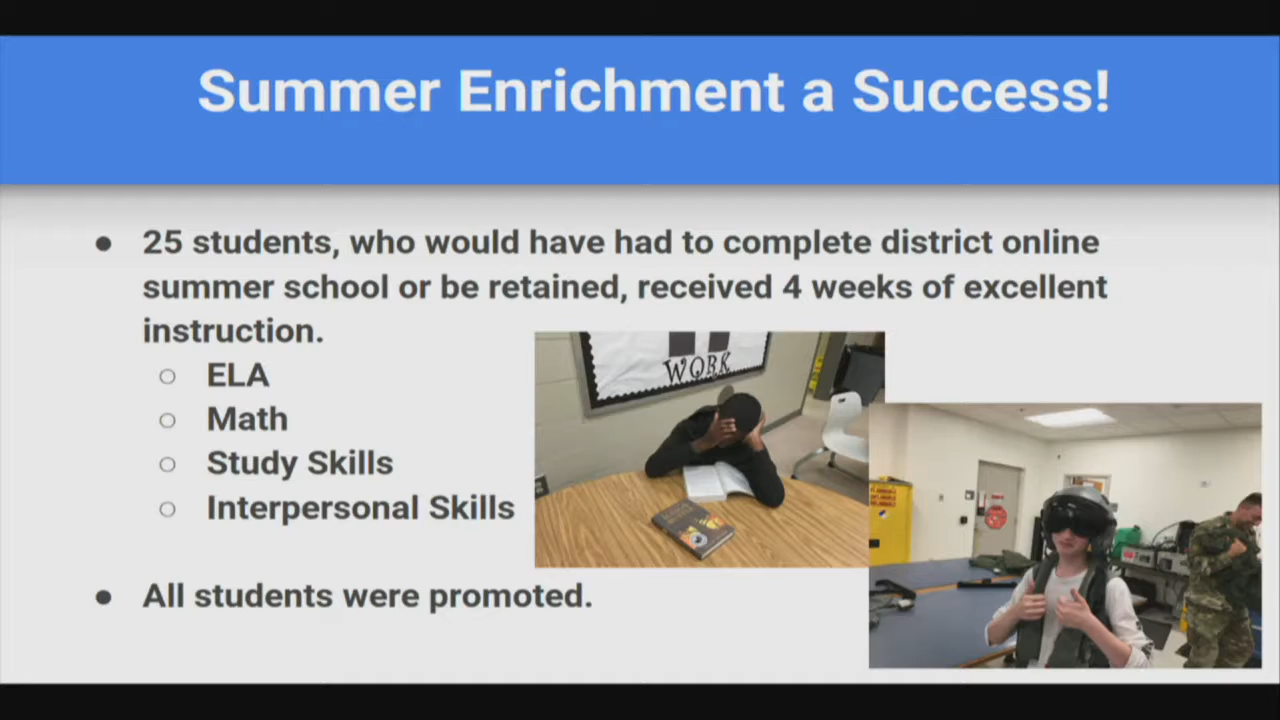 Summer Enrichment a Success!
● 25 students, who would have had to complete district online
summer school or be retained, received 4 weeks of excellent
instruction.
○ ELA
○ Math
○ Study Skills
○ Interpersonal Skills
● All students were promoted.
WORK